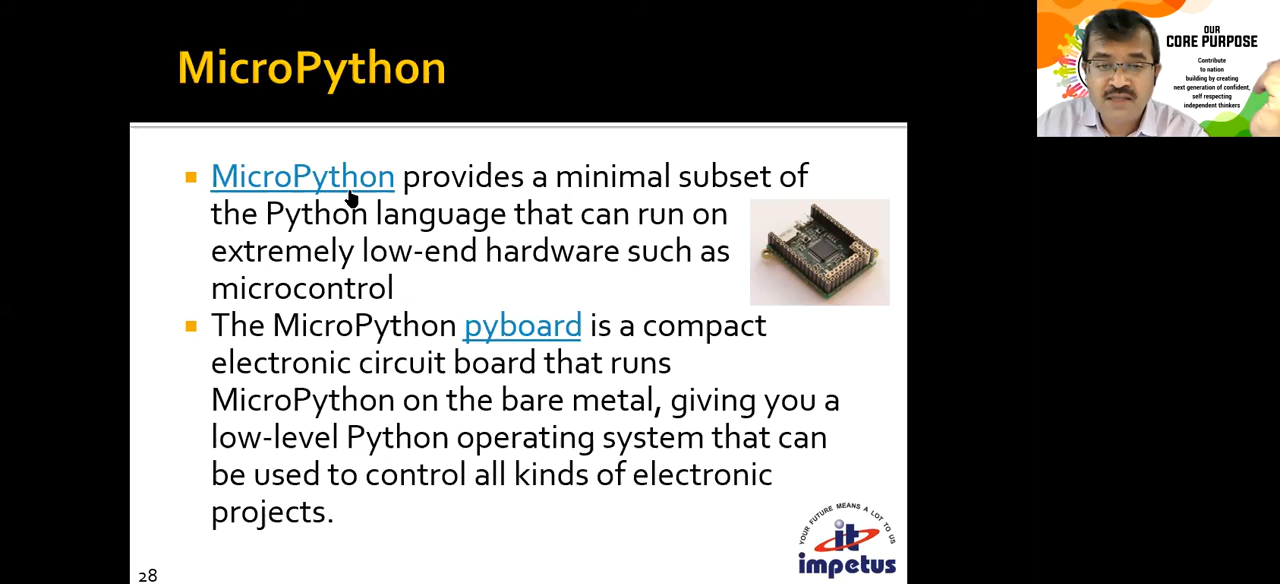 MicroPython
OUR
CORE PURPOSE
Contribute
to nation
building by creating
next generation of confident,
self respecting
independent thinkers
MicroPython provides a minimal subset of
the Python language that can run on
extremely low-end hardware such as
microcontrol
The MicroPython pyboard is a compact
electronic circuit board that runs
MicroPython on the bare metal, giving you a
low-level Python operating system that can
be used to control all kinds of electronic
projects.
YOUR FUTURE MEANS A LOT TO US
it
impetus
28